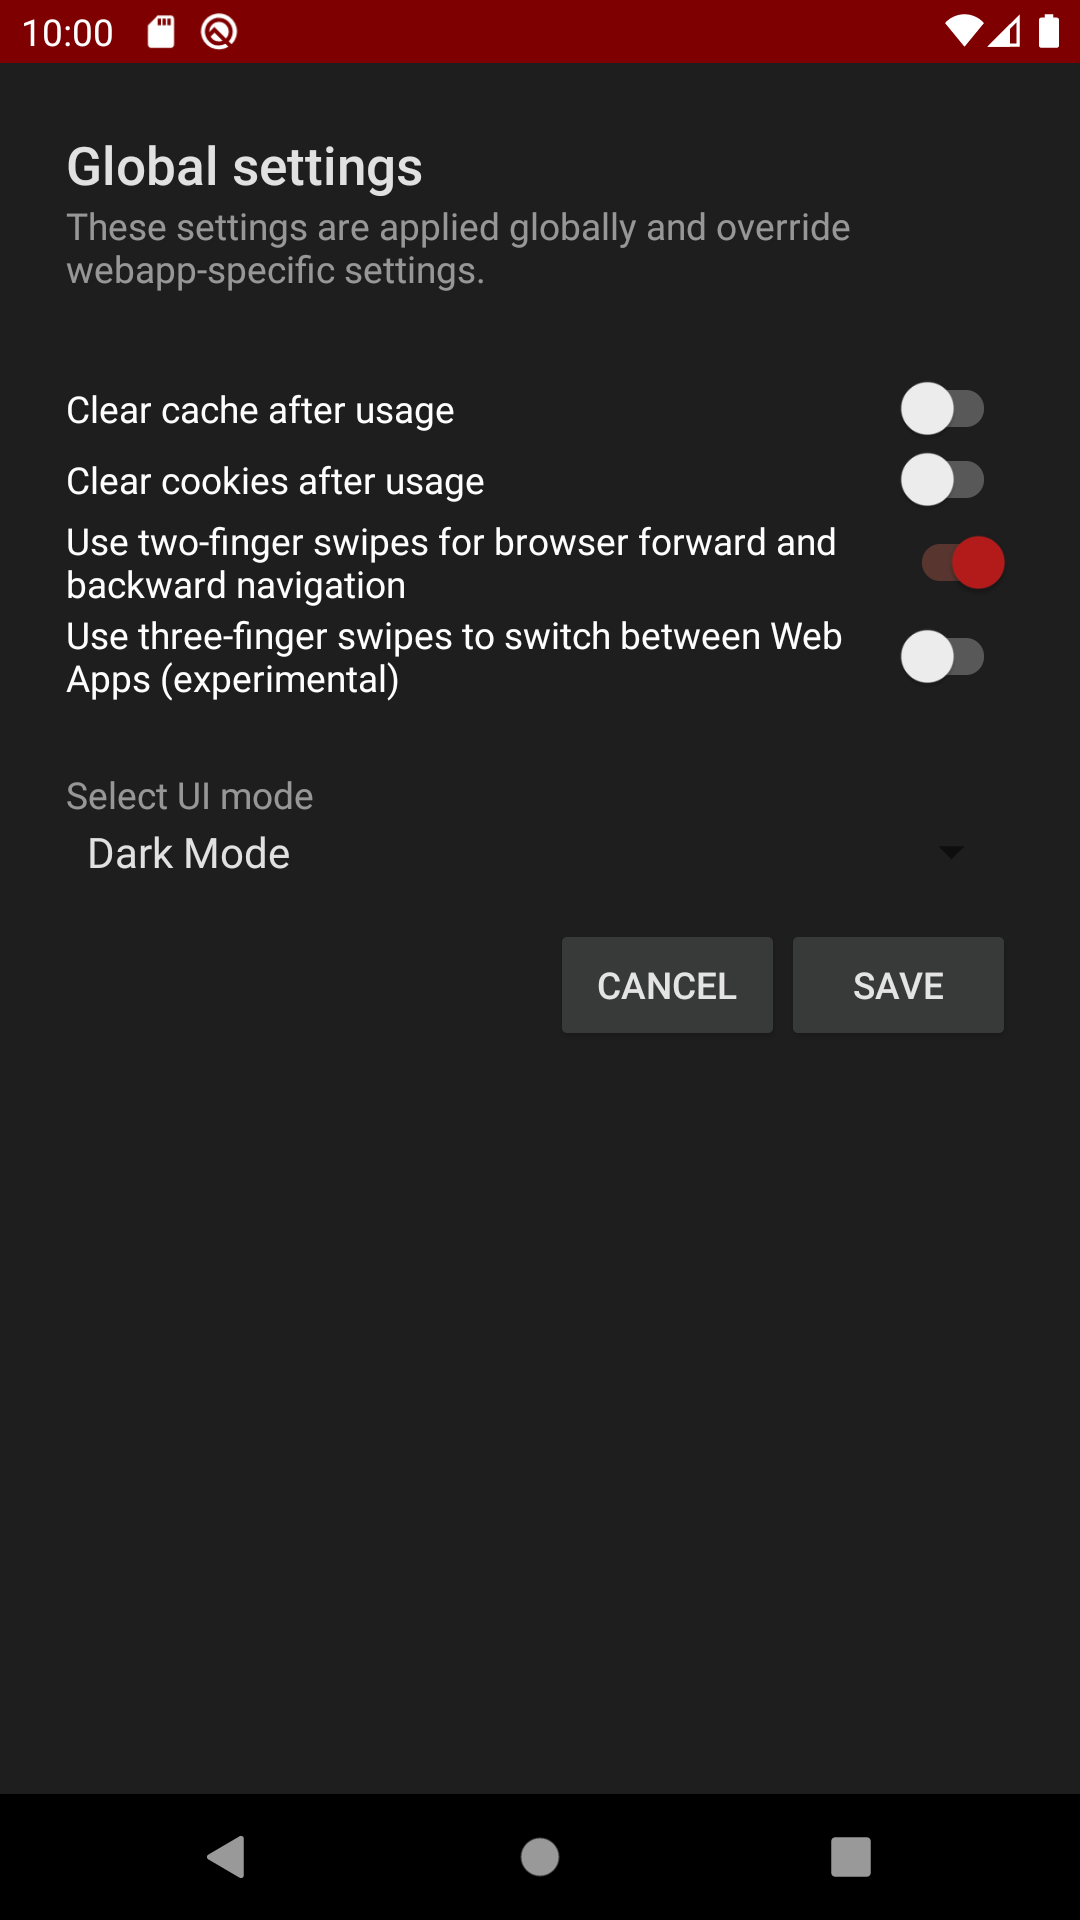 10:00
Global settings
These settings are applied globally and override
webapp-specific settings.
Clear cache after usage
Clear cookies after usage
Use two-finger swipes for browser forward and
backward navigation
Use three-finger swipes to switch between Web
Apps (experimental)
Select UI mode
Dark Mode
CANCEL SAVE